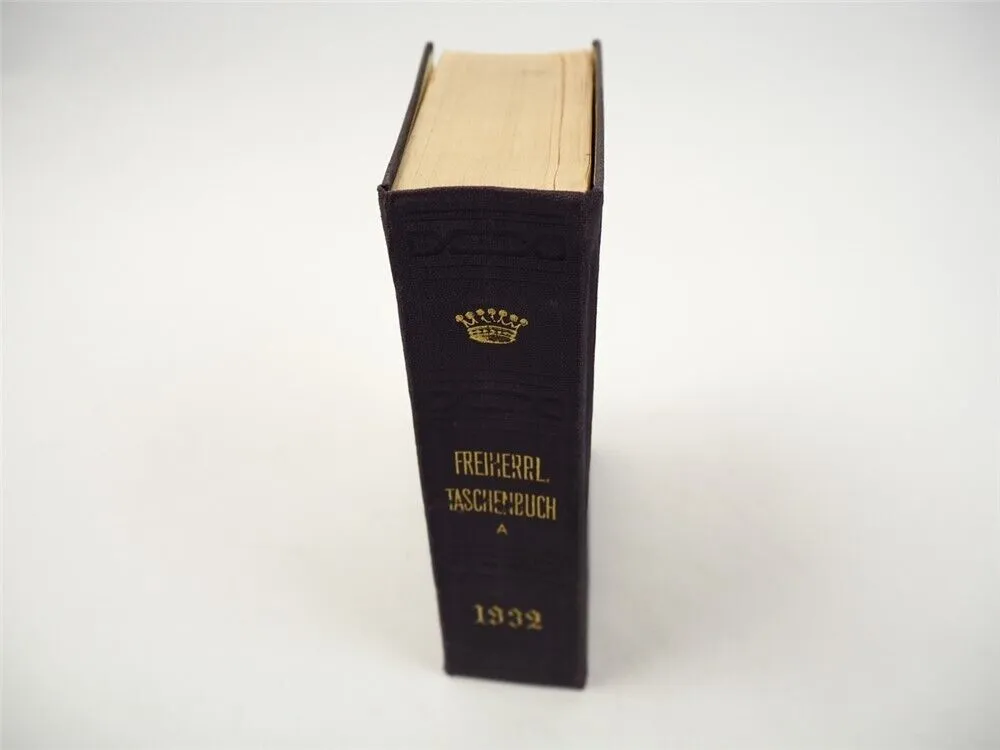 FREIHERRL.
TASCHENBUCH
A
1932